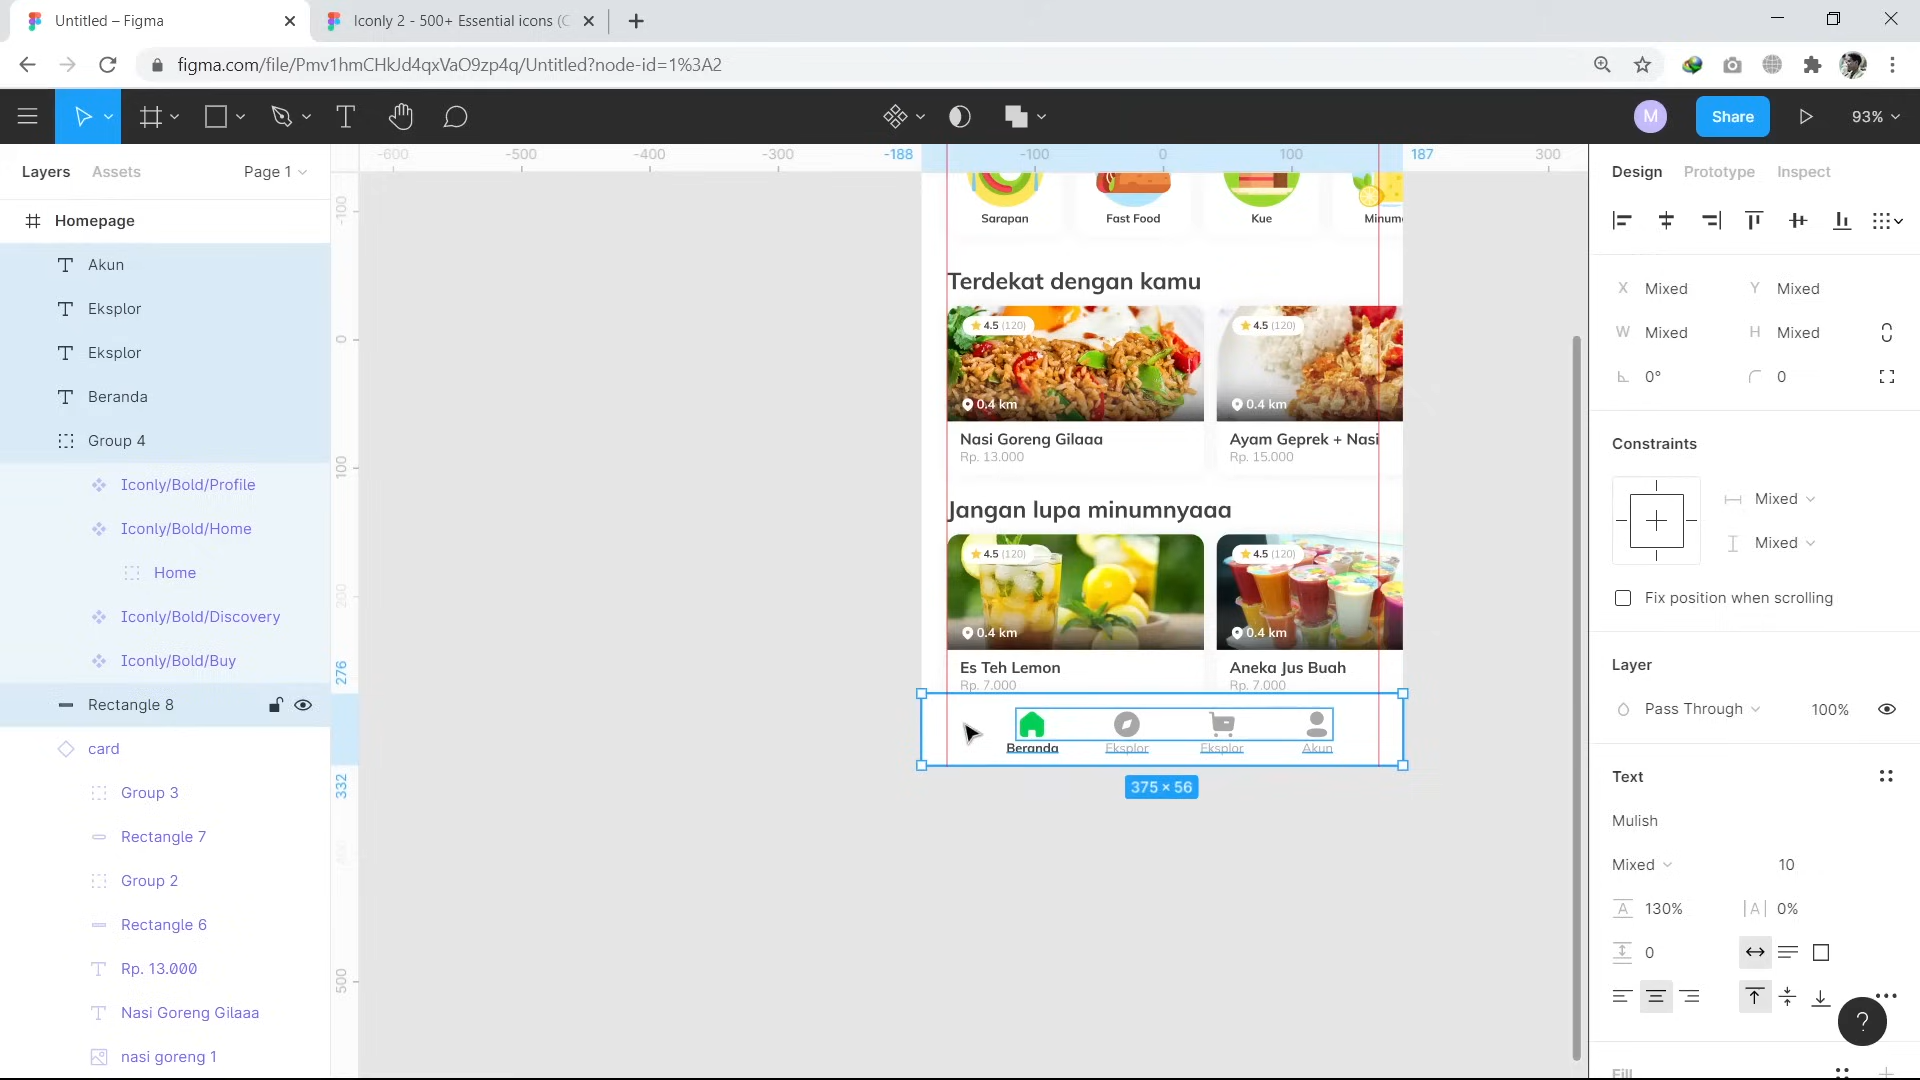 Untitled – Figma
Iconly 2 - 500+ Essential icons (C
figma.com/file/Pmv1hmCHkJd4qxVaO9zp4q/Untitled?node-id=1%3A2
M
Share
93%
Layers
Assets
Page 1
-600
-500
-400
-300
-188
-100
0
100
187
300
Design
Prototype
Inspect
Homepage
Akun
Eksplor
Eksplor
Beranda
Group 4
Iconly/Bold/Profile
Iconly/Bold/Home
Home
Iconly/Bold/Discovery
Iconly/Bold/Buy
Rectangle 8
card
Group 3
Rectangle 7
Group 2
Rectangle 6
Rp. 13.000
Nasi Goreng Gilaaa
nasi goreng 1
-100
0
100
200
276
332
500
Sarapan
Fast Food
Kue
Minum
Terdekat dengan kamu
4.5 (120)
4.5 (120)
0.4 km
0.4 km
Nasi Goreng Gilaaa
Ayam Geprek + Nasi
Rp. 13.000
Rp. 15.000
Jangan lupa minumnyaaa
4.5 (120)
4.5 (120)
0.4 km
0.4 km
Es Teh Lemon
Aneka Jus Buah
Rp. 7.000
Rp. 7.000
Beranda
Eksplor
Eksplor
Akun
375 × 56
X Mixed
Y Mixed
W Mixed
H Mixed
0°
0
Constraints
Mixed
Mixed
Fix position when scrolling
Layer
Pass Through
100%
Text
Mulish
Mixed
10
A 130%
|A| 0%
0
?
Fill